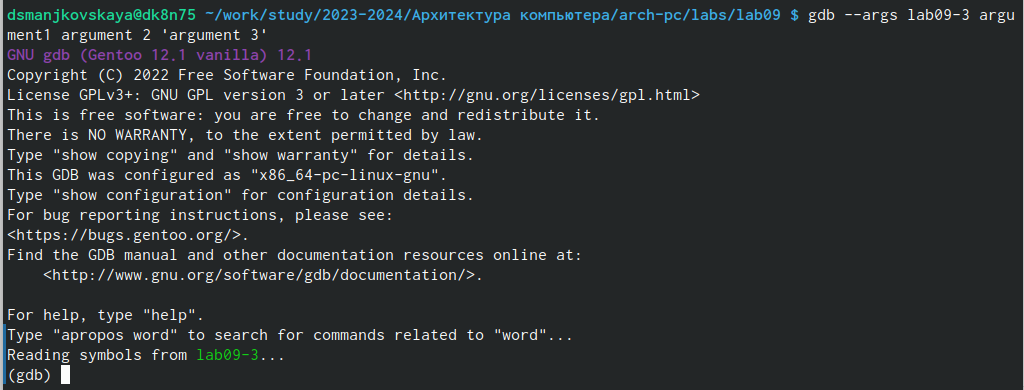 dsmanjkovskaya@dk8n75 ~/work/study/2023-2024/Архитектура компьютера/arch-pc/labs/lab09 $ gdb --args lab09-3 argu
ment1 argument 2 'argument 3'
GNU gdb (Gentoo 12.1 vanilla) 12.1
Copyright (C) 2022 Free Software Foundation, Inc.
License GPLv3+: GNU GPL version 3 or later <http://gnu.org/licenses/gpl.html>
This is free software: you are free to change and redistribute it.
There is NO WARRANTY, to the extent permitted by law.
Type "show copying" and "show warranty" for details.
This GDB was configured as "x86_64-pc-linux-gnu".
Type "show configuration" for configuration details.
For bug reporting instructions, please see:
<https://bugs.gentoo.org/>.
Find the GDB manual and other documentation resources online at:
    <http://www.gnu.org/software/gdb/documentation/>.

For help, type "help".
Type "apropos word" to search for commands related to "word"...
Reading symbols from lab09-3...
(gdb)